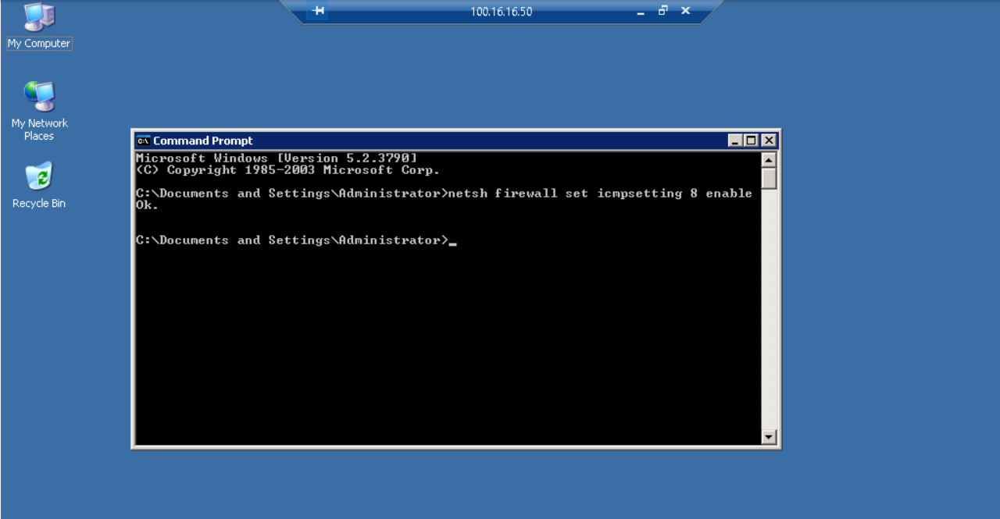 100.16.16.50
My Computer
My Network
Places
Recycle Bin
Command Prompt
Microsoft Windows [Version 5.2.3790]
(C) Copyright 1985-2003 Microsoft Corp.
C:\Documents and Settings\Administrator>netsh firewall set icmpsetting 8 enable
Ok.
C:\Documents and Settings\Administrator>_